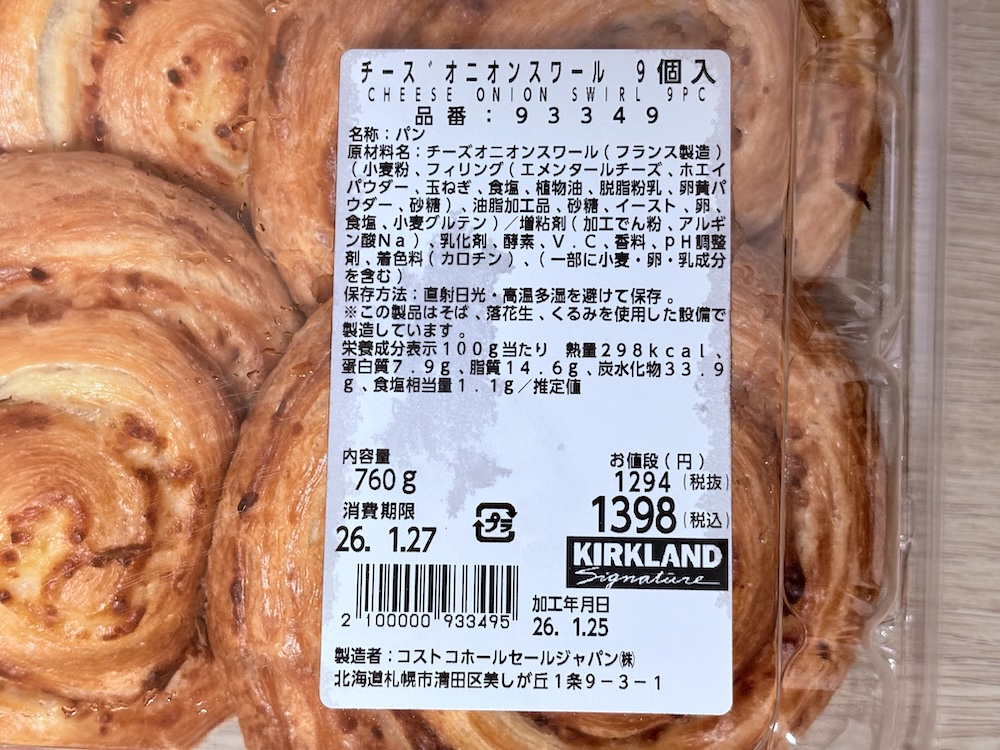 チーズオニオンスワール 9個入
CHEESE ONION SWIRL 9PC
品番:93349
名称:パン
原材料名:チーズオニオンスワール(フランス製造)
(小麦粉、フィリング(エメンタールチーズ、ホエイ
パウダー、玉ねぎ、食塩、植物油、脱脂粉乳、卵黄パ
ウダー、砂糖)、油脂加工品、砂糖、イースト、卵、
食塩、小麦グルテン)/増粘剤(加工でん粉、アルギ
ン酸Na)、乳化剤、酵素、V.C、香料、pH調整
剤、着色料(カロチン)、(一部に小麦・卵・乳成分
を含む)
保存方法:直射日光・高温多湿を避けて保存。
※この製品はそば、落花生、くるみを使用した設備で
製造しています。
栄養成分表示100g当たり 熱量298kcal、
蛋白質7.9g、脂質14.6g、炭水化物33.9
g、食塩相当量1.1g/推定値
内容量
760g
お値段(円)
1294(税抜)
1398(税込)
消費期限
26. 1.27
プラ
KIRKLAND
Signature
2 100000 933495
加工年月日
26. 1.25
製造者:コストコホールセールジャパン㈱
北海道札幌市清田区美しが丘1条9-3-1